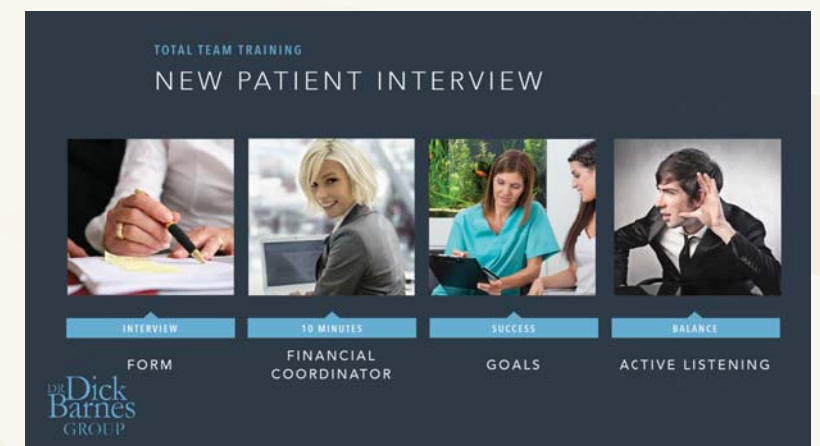 TOTAL TEAM TRAINING
NEW PATIENT INTERVIEW
INTERVIEW
FORM
10 MINUTES
FINANCIAL
COORDINATOR
SUCCESS
GOALS
BALANCE
ACTIVE LISTENING
DR Dick
Barnes
GROUP